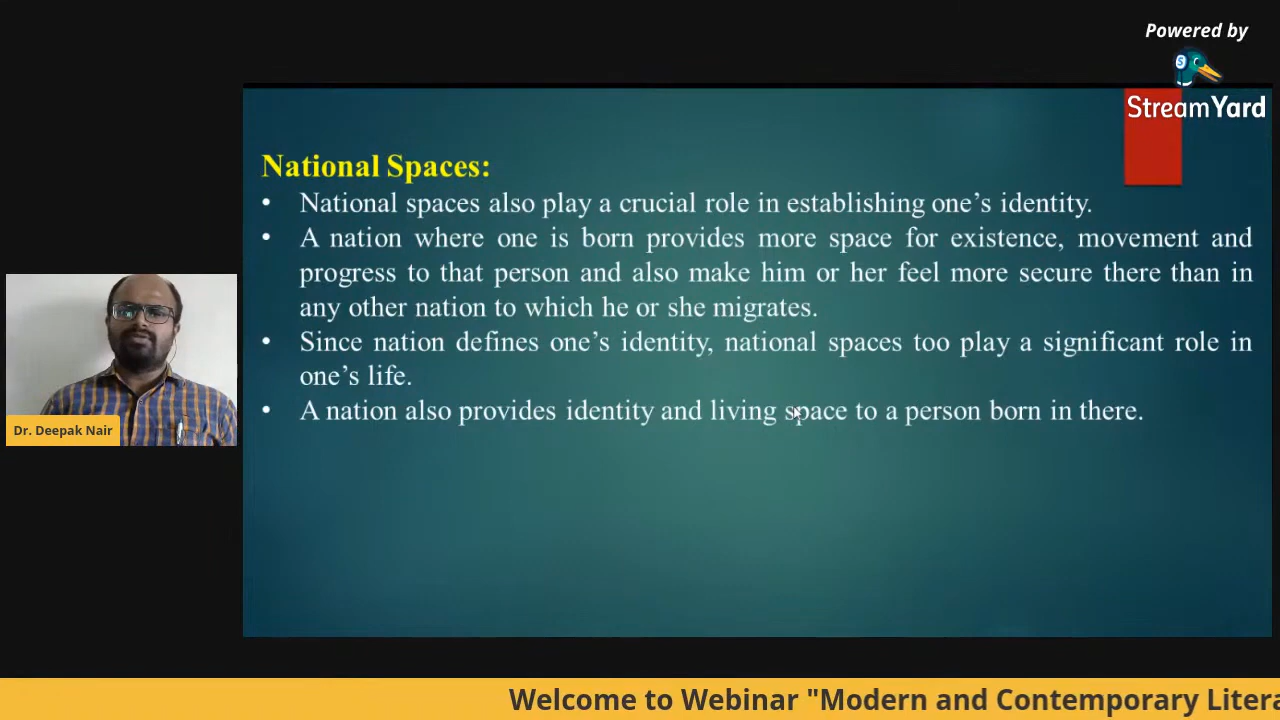 Powered by
StreamYard
National Spaces:
• National spaces also play a crucial role in establishing one's identity.
• A nation where one is born provides more space for existence, movement and
progress to that person and also make him or her feel more secure there than in
any other nation to which he or she migrates.
• Since nation defines one's identity, national spaces too play a significant role in
one's life.
• A nation also provides identity and living space to a person born in there.
Dr. Deepak Nair
Welcome to Webinar "Modern and Contemporary Litera